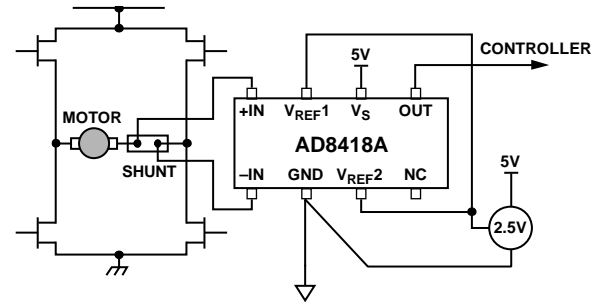 5V
CONTROLLER
+IN
VREF1
VS
OUT
MOTOR
AD8418A
SHUNT
–IN
GND
VREF2
NC
5V
2.5V